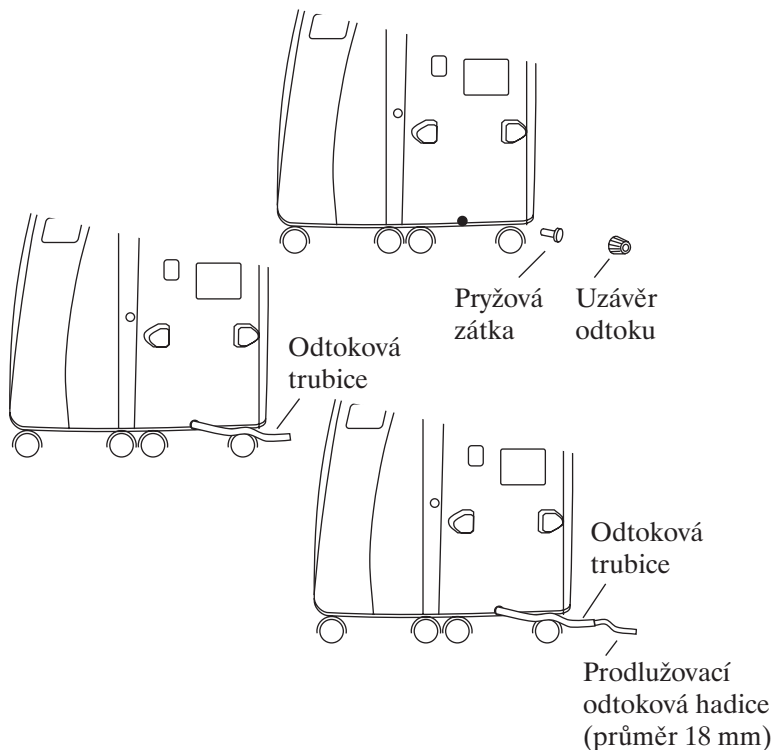 Pryžová
zátka
Uzávěr
odtoku
Odtoková
trubice
Odtoková
trubice
Prodlužovací
odtoková hadice
(průměr 18 mm)